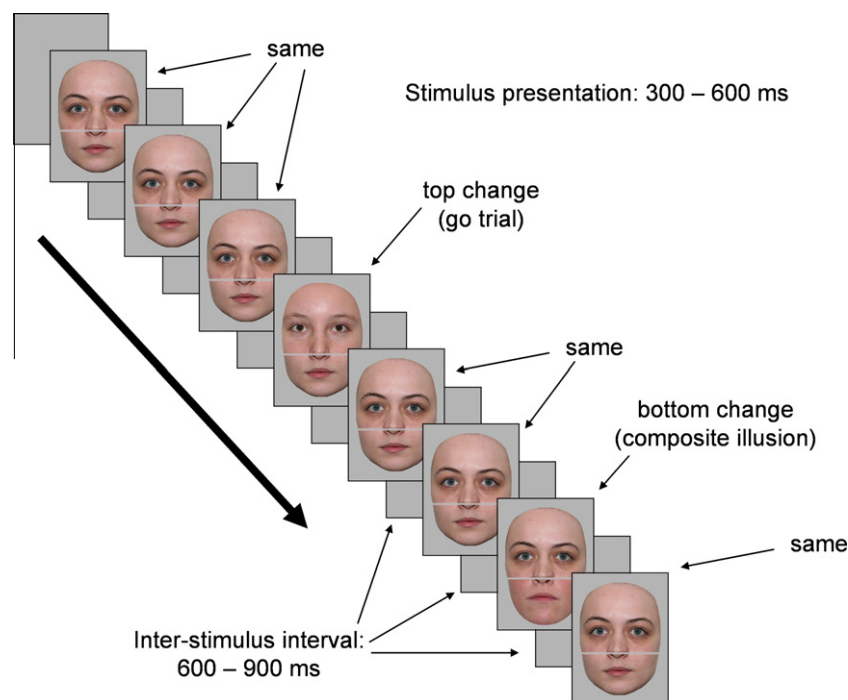 same
Stimulus presentation: 300 – 600 ms
top change
(go trial)
same
bottom change
(composite illusion)
same
Inter-stimulus interval:
600 – 900 ms